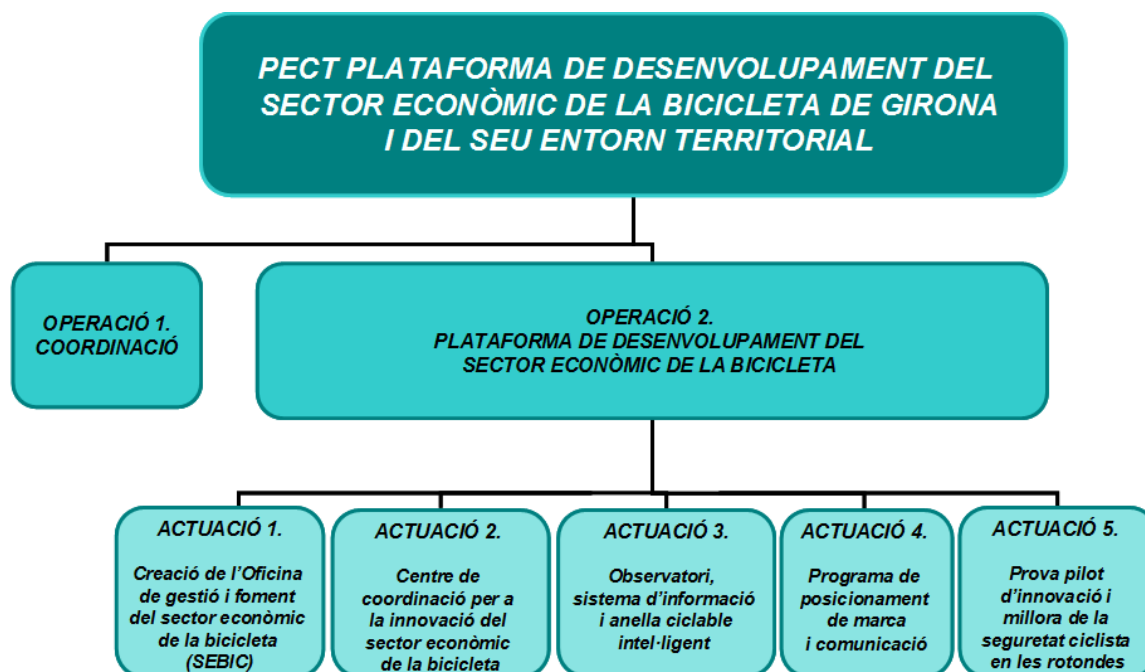 PECT PLATAFORMA DE DESENVOLUPAMENT DEL
SECTOR ECONÒMIC DE LA BICICLETA DE GIRONA
I DEL SEU ENTORN TERRITORIAL
OPERACIÓ 1.
COORDINACIÓ
OPERACIÓ 2.
PLATAFORMA DE DESENVOLUPAMENT DEL
SECTOR ECONÒMIC DE LA BICICLETA
ACTUACIÓ 1.
Creació de l'Oficina
de gestió i foment
del sector econòmic
de la bicicleta
(SEBIC)
ACTUACIÓ 2.
Centre de
coordinació per a
la innovació del
sector econòmic
de la bicicleta
ACTUACIÓ 3.
Observatori,
sistema d'informació
i anella ciclable
intel·ligent
ACTUACIÓ 4.
Programa de
posicionament
de marca
i comunicació
ACTUACIÓ 5.
Prova pilot
d'innovació i
millora de la
seguretat ciclista
en les rotondes